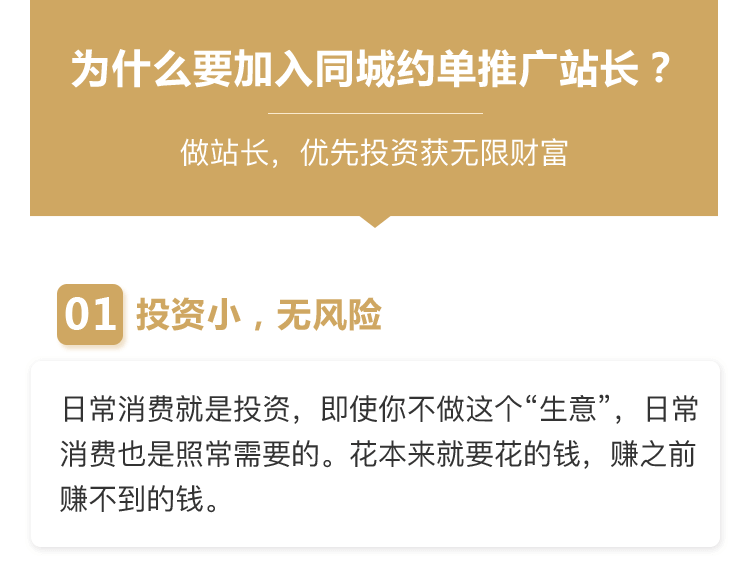 为什么要加入同城约单推广站长？
做站长，优先投资获无限财富
01 投资小，无风险
日常消费就是投资，即使你不做这个“生意”，日常
消费也是照常需要的。花本来就要花的钱，赚之前
赚不到的钱。